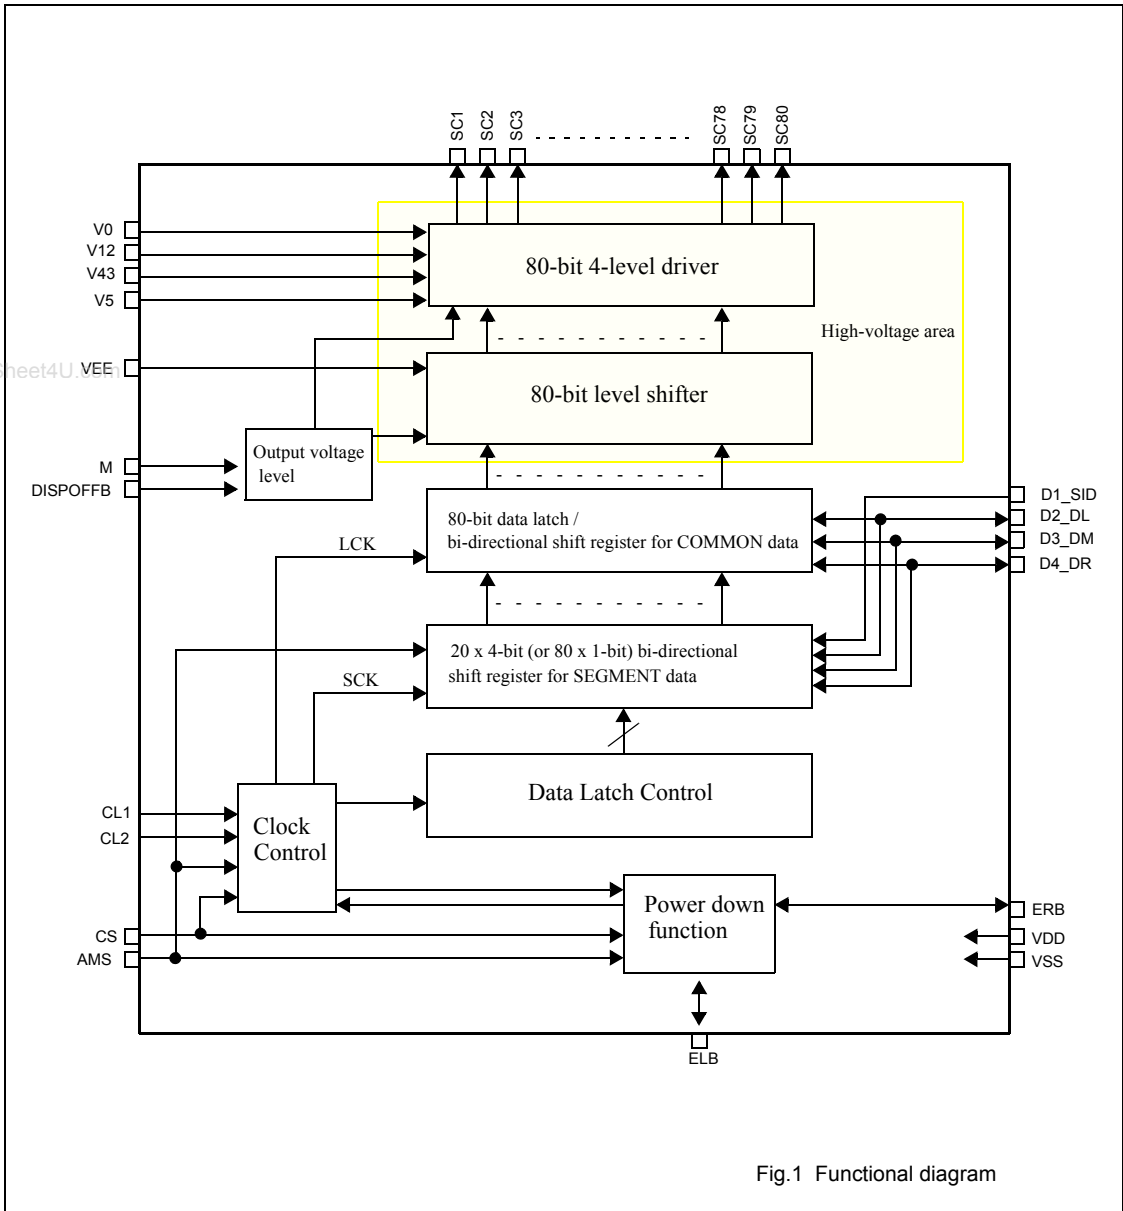 SC1
SC2
SC3
SC78
SC79
SC80
V0
V12
V43
V5
80-bit 4-level driver
High-voltage area
heet4U.com
VEE
80-bit level shifter
Output voltage
level
M
DISPOFFB
D1_SID
D2_DL
D3_DM
D4_DR
80-bit data latch /
bi-directional shift register for COMMON data
LCK
20 x 4-bit (or 80 x 1-bit) bi-directional
shift register for SEGMENT data
SCK
Data Latch Control
CL1
CL2
Clock
Control
Power down
function
CS
AMS
ERB
VDD
VSS
ELB
Fig.1 Functional diagram